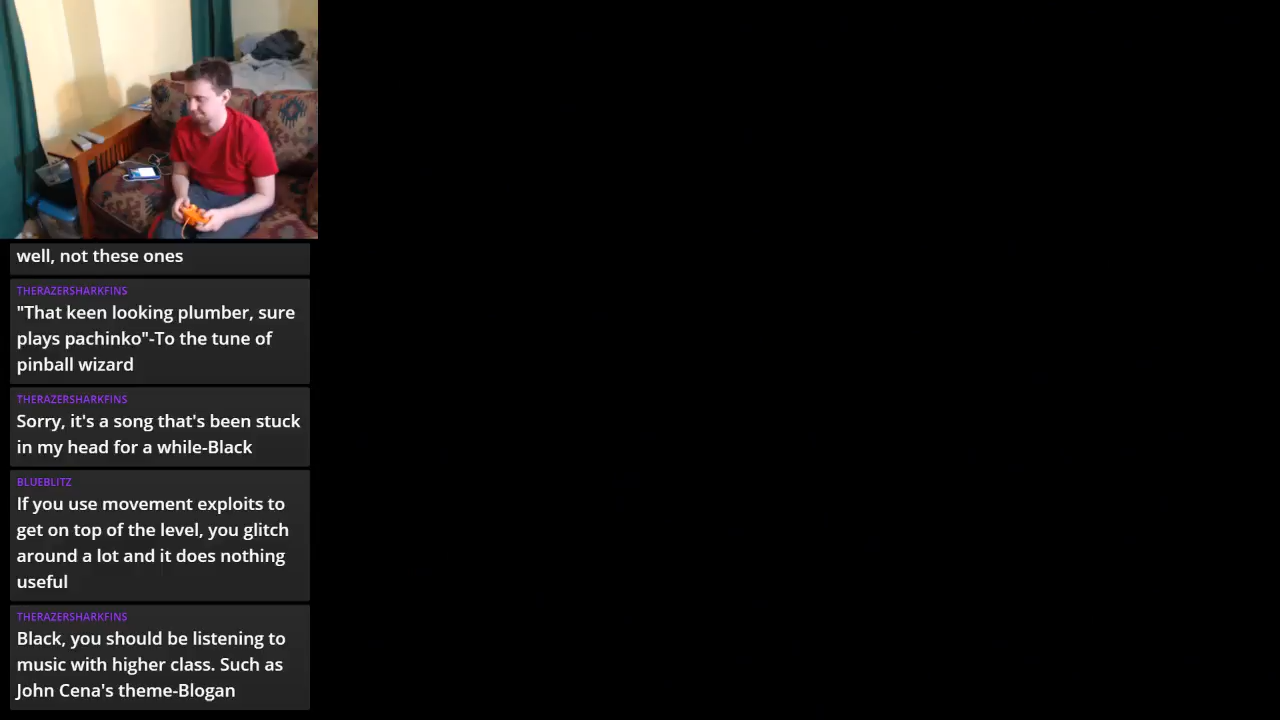 well, not these ones
THERAZERSHARKFINS
"That keen looking plumber, sure
plays pachinko"-To the tune of
pinball wizard
THERAZERSHARKFINS
Sorry, it's a song that's been stuck
in my head for a while-Black
BLUEBLITZ
If you use movement exploits to
get on top of the level, you glitch
around a lot and it does nothing
useful
THERAZERSHARKFINS
Black, you should be listening to
music with higher class. Such as
John Cena's theme-Blogan